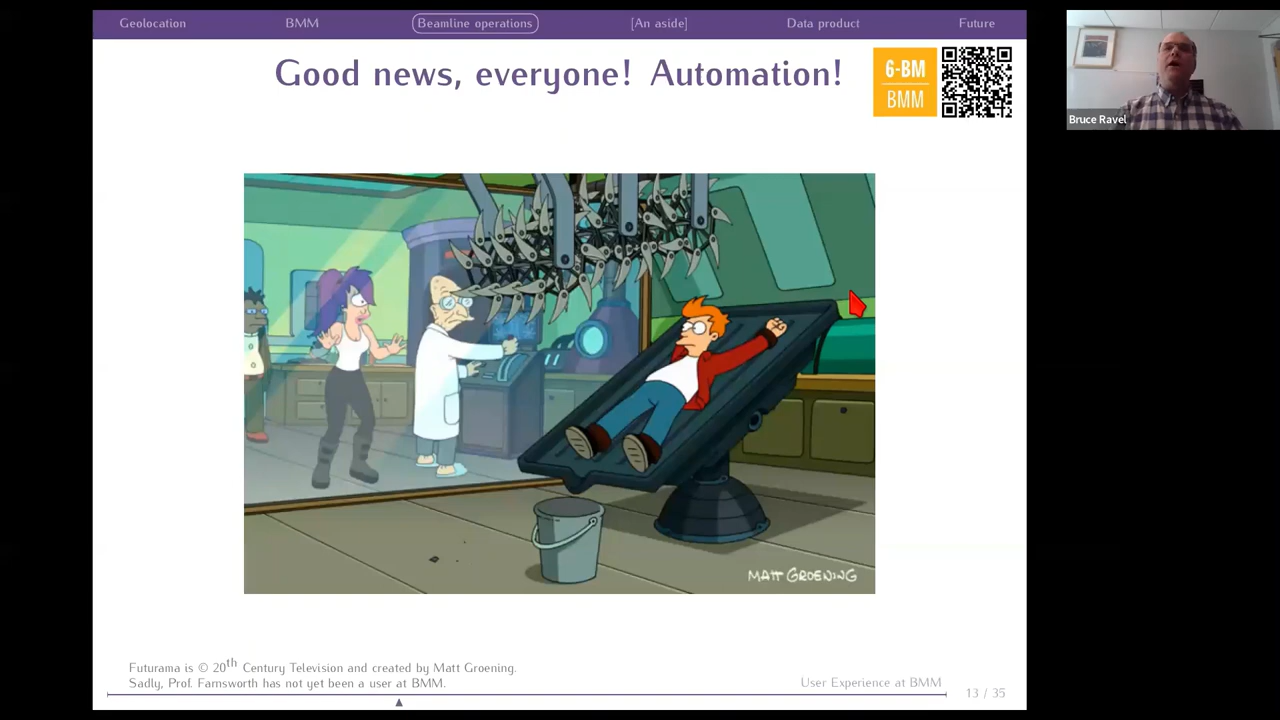 Geolocation BMM Beamline operations [An aside] Data product Future
Good news, everyone! Automation!
6-BM
BMM
Bruce Ravel
MATT GROENING
Futurama is © 20th Century Television and created by Matt Groening.
Sadly, Prof. Farnsworth has not yet been a user at BMM.
User Experience at BMM 13 / 35